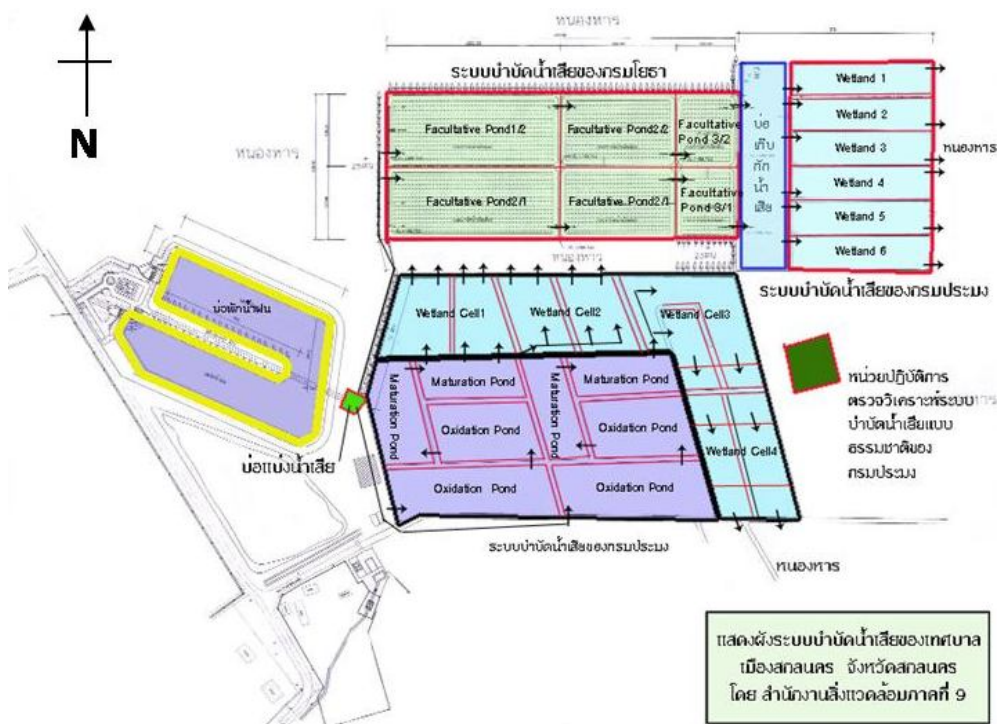 หนองหาร
ระบบบำบัดน้ำเสียของกรมโยธา
N
หนองหาร
Facultative Pond1/2
Facultative Pond2/2
Facultative
Pond 3/2
Facultative Pond2/1
Facultative Pond2/1
Facultative
Pond 3/1
บ่อ
เก็บ
กัก
น้ำ
เสีย
Wetland 1
Wetland 2
Wetland 3
Wetland 4
Wetland 5
Wetland 6
หนองหาร
หนองหาร
ระบบบำบัดน้ำเสียของกรมประมง
บ่อพักน้ำฝน
บ่อแบ่งน้ำเสีย
Wetland Cell1
Wetland Cell2
Wetland Cell3
Wetland Cell4
Maturation Pond
Maturation Pond
Maturation Pond
Maturation Pond
Oxidation Pond
Oxidation Pond
Oxidation Pond
Oxidation Pond
หน่วยปฏิบัติการ
ตรวจวิเคราะห์ระบบ
บำบัดน้ำเสียแบบ
ธรรมชาติของ
กรมประมง
ระบบบำบัดน้ำเสียของกรมประมง
หนองหาร
แสดงผังระบบบำบัดน้ำเสียของเทศบาล
เมืองสกลนคร จังหวัดสกลนคร
โดย สำนักงานสิ่งแวดล้อมภาคที่ 9